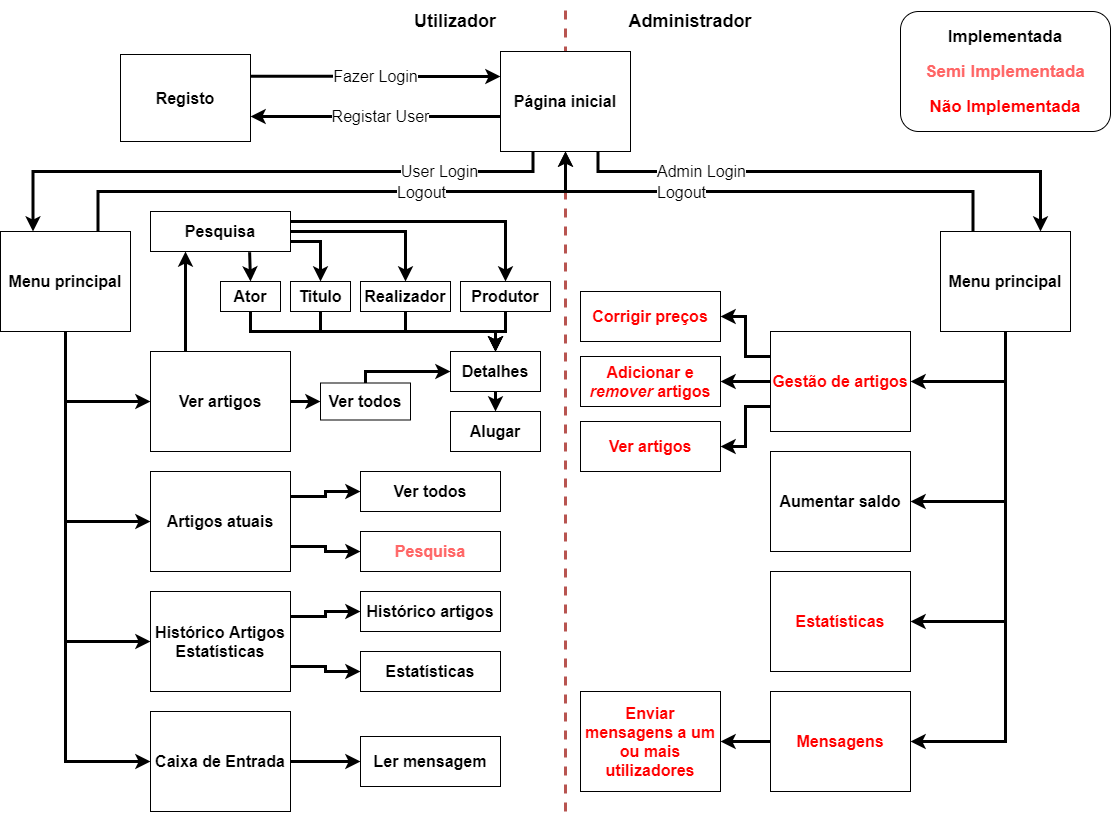 Utilizador
Administrador
Implementada
Semi Implementada
Não Implementada
Registo
Fazer Login
Registar User
Página inicial
User Login
Admin Login
Logout
Logout
Menu principal
Pesquisa
Ator
Titulo
Realizador
Produtor
Ver artigos
Ver todos
Detalhes
Alugar
Artigos atuais
Ver todos
Pesquisa
Histórico Artigos
Estatísticas
Histórico artigos
Estatísticas
Caixa de Entrada
Ler mensagem
Menu principal
Corrigir preços
Adicionar e
remover artigos
Ver artigos
Gestão de artigos
Aumentar saldo
Estatísticas
Enviar
mensagens a um
ou mais
utilizadores
Mensagens